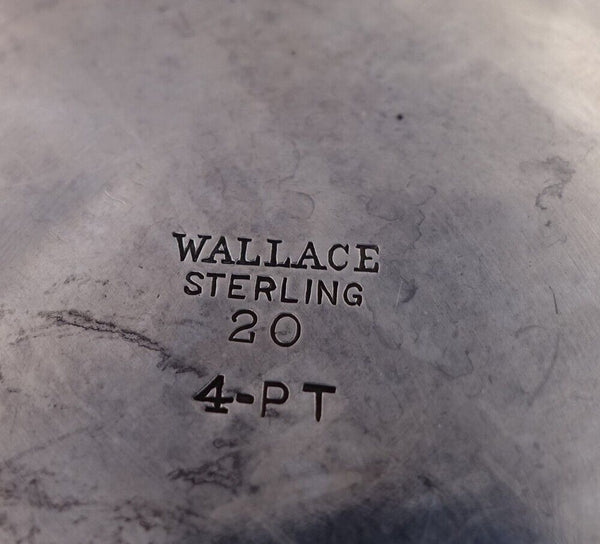 WALLACE
STERLING
20
4-PT